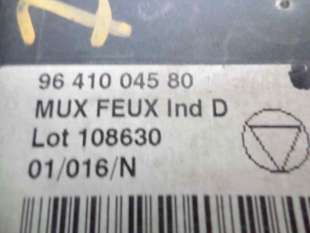 96 410 045 80
MUX FEUX Ind D
Lot 108630
01/016/N